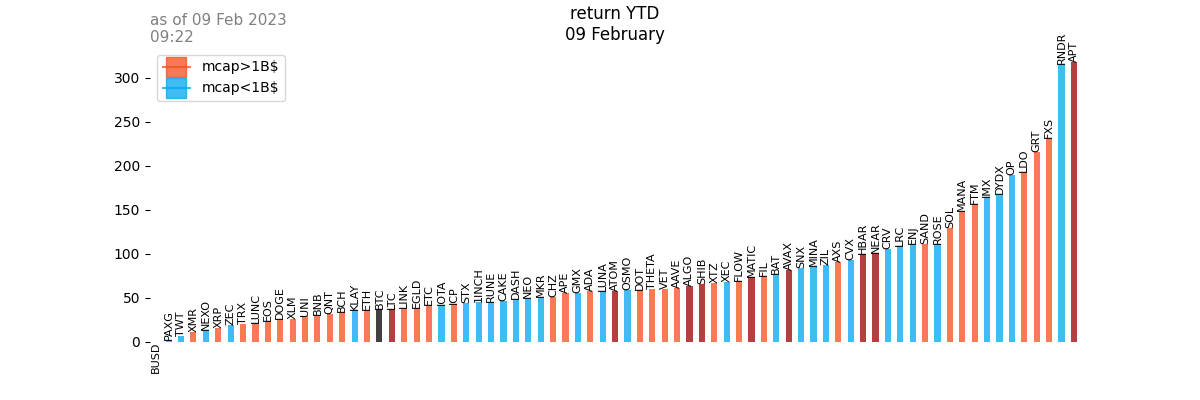 as of 09 Feb 2023
09:22
return YTD
09 February
mcap>1B$
mcap<1B$
300
250
200
150
100
50
0
BUSD
PAXG
TWT
XMR
NEXO
XRP
ZEC
TRX
LUNC
EOS
DOGE
XLM
UNI
BNB
QNT
BCH
KLAY
ETH
BTC
LTC
LINK
EGLD
ETC
IOTA
ICP
STX
1INCH
RUNE
CAKE
DASH
NEO
MKR
CHZ
APE
GMX
ADA
LUNA
ATOM
OSMO
DOT
THETA
VET
AAVE
ALGO
SHIB
XTZ
XEC
FLOW
MATIC
FIL
BAT
AVAX
SNX
MINA
ZIL
AXS
CVX
HBAR
NEAR
CRV
LRC
ENJ
SAND
ROSE
SOL
MANA
FTM
IMX
DYDX
OP
LDO
GRT
FXS
RNDR
APT